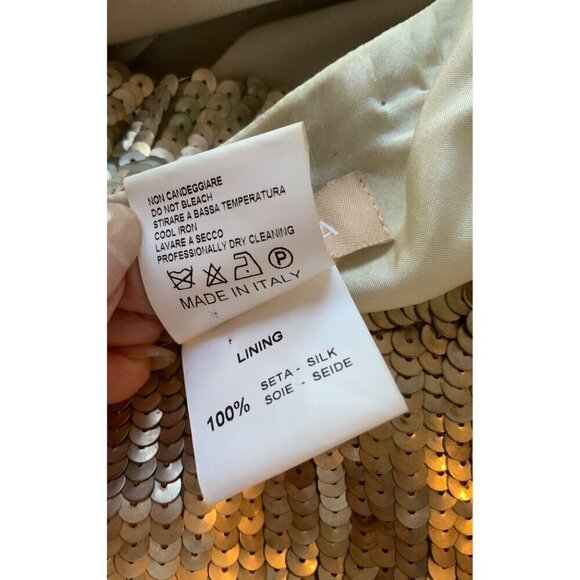 NON CANDEGGIARE
DO NOT BLEACH
STIRARE A BASSA TEMPERATURA
COOL IRON
LAVARE A SECCO
PROFESSIONALLY DRY CLEANING
P
MADE IN ITALY
A
LINING
100% SETA - SILK
SOIE - SEIDE